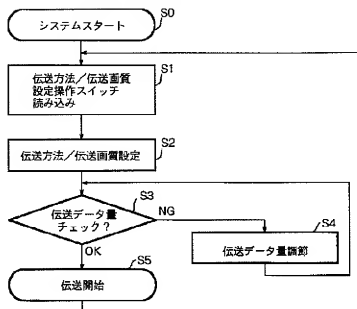 システムスタート
S0
S1
伝送方法／伝送画質
設定操作スイッチ
読み込み
S2
伝送方法／伝送画質設定
S3
伝送データ量
チェック？
NG
S4
伝送データ量調節
OK
S5
伝送開始